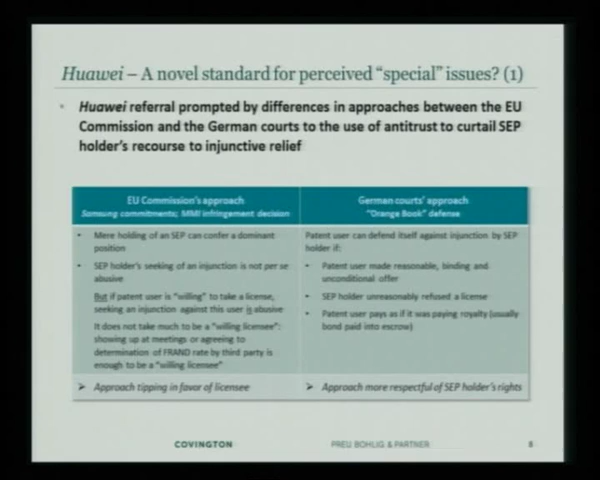 Huawei – A novel standard for perceived "special" issues? (1)
Huawei referral prompted by differences in approaches between the EU
Commission and the German courts to the use of antitrust to curtail SEP
holder's recourse to injunctive relief
EU Commission's approach
Samsung commitments; MMI infringement decision
• Mere holding of an SEP can confer a dominant
position
• SEP holder's seeking of an injunction is not per se
abusive
But if patent user is "willing" to take a license,
seeking an injunction against this user is abusive
It does not take much to be a "willing licensee":
showing up at meetings or agreeing to
determination of FRAND rate by third party is
enough to be a "willing licensee"
➢ Approach tipping in favor of licensee
German courts' approach
"Orange Book" defense
Patent user can defend itself against injunction by SEP
holder if:
• Patent user made reasonable, binding and
unconditional offer
• SEP holder unreasonably refused a license
• Patent user pays as if it was paying royalty (usually
bond paid into escrow)
➢ Approach more respectful of SEP holder's rights
COVINGTON
PREU BOHLIG & PARTNER
8